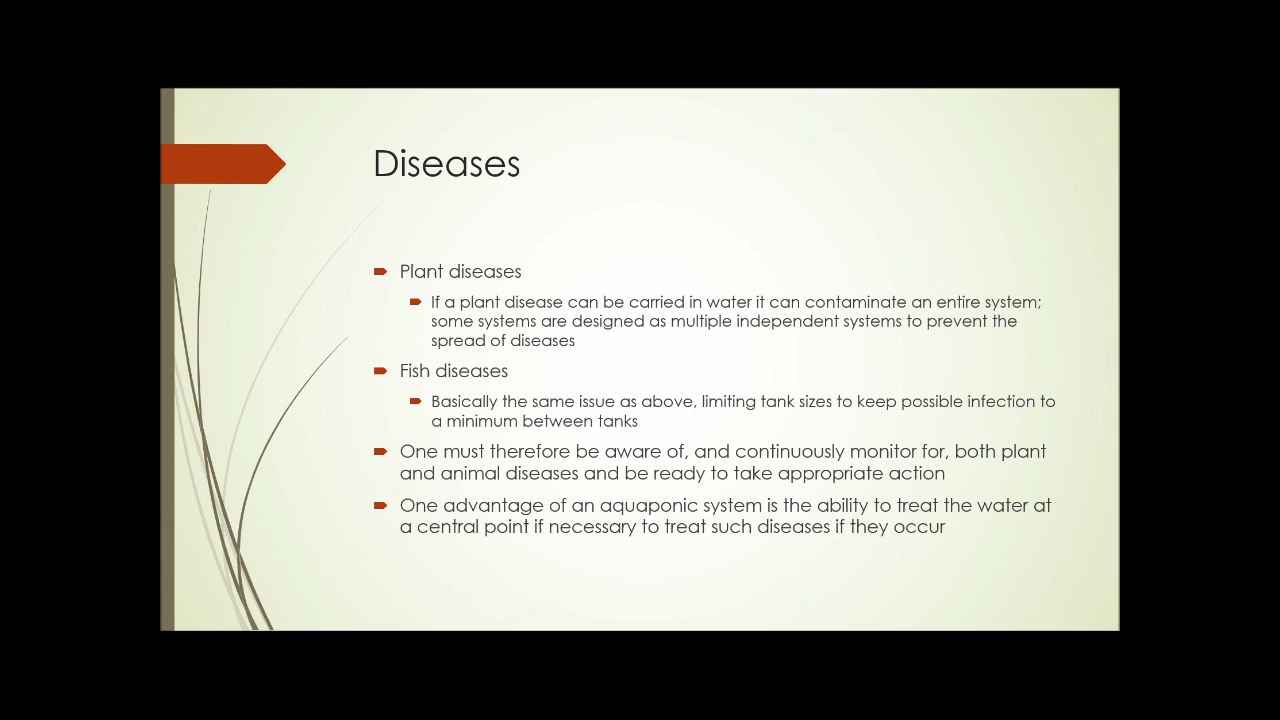 Diseases
Plant diseases
If a plant disease can be carried in water it can contaminate an entire system;
some systems are designed as multiple independent systems to prevent the
spread of diseases
Fish diseases
Basically the same issue as above, limiting tank sizes to keep possible infection to
a minimum between tanks
One must therefore be aware of, and continuously monitor for, both plant
and animal diseases and be ready to take appropriate action
One advantage of an aquaponic system is the ability to treat the water at
a central point if necessary to treat such diseases if they occur